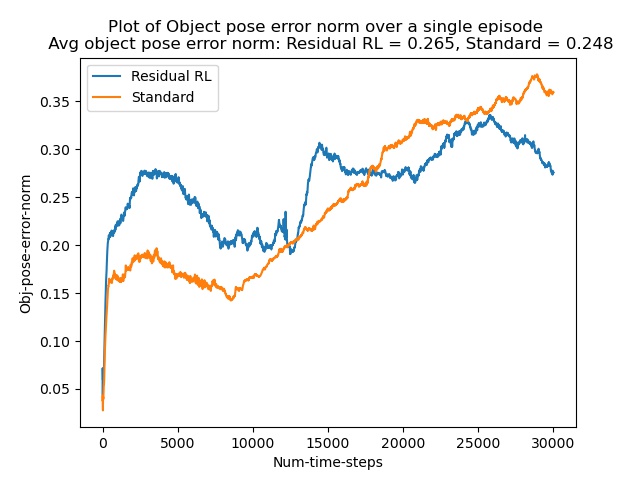 Plot of Object pose error norm over a single episode
Avg object pose error norm: Residual RL = 0.265, Standard = 0.248
Residual RL
Standard
0.35
0.30
0.25
0.20
0.15
0.10
0.05
Obj-pose-error-norm
0 5000 10000 15000 20000 25000 30000
Num-time-steps